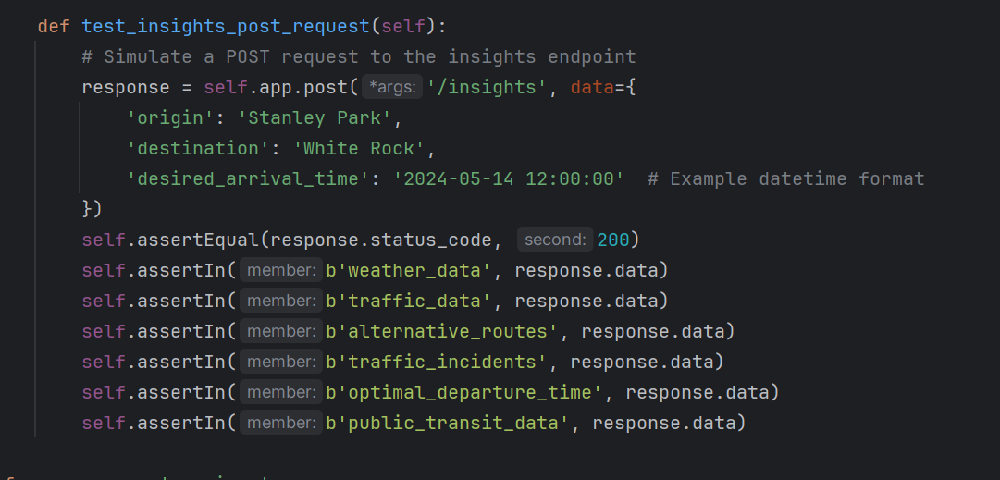 def test_insights_post_request(self):
    # Simulate a POST request to the insights endpoint
    response = self.app.post( *args: '/insights', data={
        'origin': 'Stanley Park',
        'destination': 'White Rock',
        'desired_arrival_time': '2024-05-14 12:00:00'  # Example datetime format
    })
    self.assertEqual(response.status_code, second: 200)
    self.assertIn( member: b'weather_data', response.data)
    self.assertIn( member: b'traffic_data', response.data)
    self.assertIn( member: b'alternative_routes', response.data)
    self.assertIn( member: b'traffic_incidents', response.data)
    self.assertIn( member: b'optimal_departure_time', response.data)
    self.assertIn( member: b'public_transit_data', response.data)